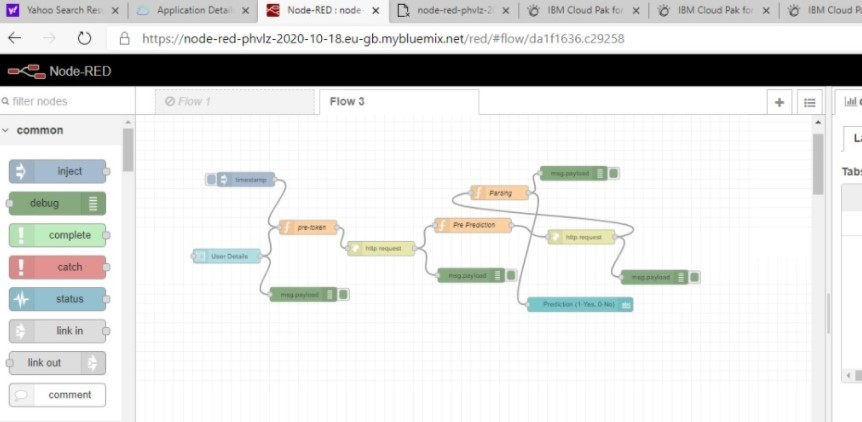 Yahoo Search Res
Application Detail
Node-RED : node-
node-red-phvlz-2
IBM Cloud Pak for
IBM Cloud Pak for
IBM Cloud Pa
https://node-red-phvlz-2020-10-18.eu-gb.mybluemix.net/red/#flow/da1f1636.c29258
Node-RED
filter nodes
Flow 1
Flow 3
common
La
Tabs
inject
debug
complete
catch
status
link in
link out
comment
timestamp
msg.payload
Parsing
pre-token
Pre Prediction
http request
http request
User Details
msg.payload
msg.payload
msg.payload
Prediction (1-Yes, 0-No)